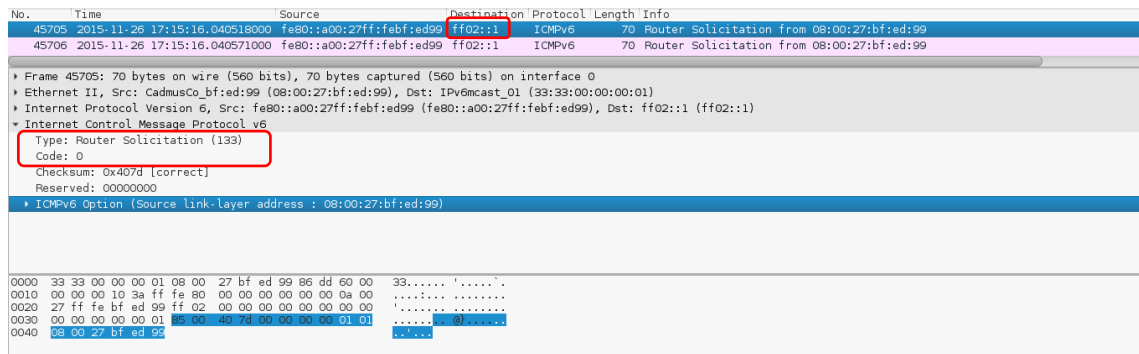 No. Time Source Destination Protocol Length Info
45705 2015-11-26 17:15:16.040518000 fe80::a00:27ff:febf:ed99 ff02::1 ICMPv6 70 Router Solicitation from 08:00:27:bf:ed:99
45706 2015-11-26 17:15:16.040571000 fe80::a00:27ff:febf:ed99 ff02::1 ICMPv6 70 Router Solicitation from 08:00:27:bf:ed:99
Frame 45705: 70 bytes on wire (560 bits), 70 bytes captured (560 bits) on interface 0
Ethernet II, Src: CadmusCo_bf:ed:99 (08:00:27:bf:ed:99), Dst: IPv6mcast_01 (33:33:00:00:00:01)
Internet Protocol Version 6, Src: fe80::a00:27ff:febf:ed99 (fe80::a00:27ff:febf:ed99), Dst: ff02::1 (ff02::1)
Internet Control Message Protocol v6
Type: Router Solicitation (133)
Code: 0
Checksum: 0x407d [correct]
Reserved: 00000000
ICMPv6 Option (Source link-layer address : 08:00:27:bf:ed:99)
0000 33 33 00 00 00 01 08 00 27 bf ed 99 86 dd 60 00 33...... '.....`.
0010 00 00 00 10 3a ff fe 80 00 00 00 00 00 00 0a 00 ....:... ........
0020 27 ff fe bf ed 99 ff 02 00 00 00 00 00 00 00 00 '....... ........
0030 00 00 00 00 00 01 85 00 40 7d 00 00 00 00 01 01 ........ @}......
0040 08 00 27 bf ed 99 ..'...